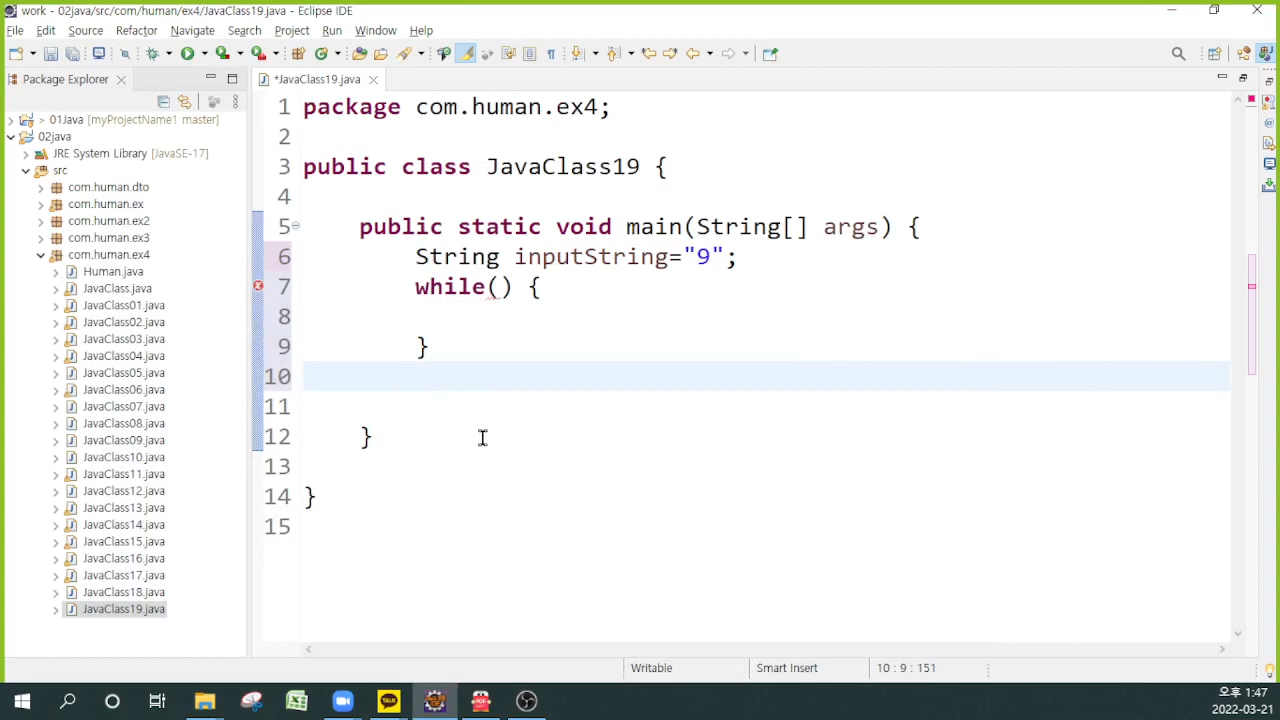 work - 02java/src/com/human/ex4/JavaClass19.java - Eclipse IDE
File Edit Source Refactor Navigate Search Project Run Window Help
Package Explorer
*JavaClass19.java
> 01Java [myProjectName1 master]
02java
JRE System Library [JavaSE-17]
src
com.human.dto
com.human.ex
com.human.ex2
com.human.ex3
com.human.ex4
Human.java
JavaClass.java
JavaClass01.java
JavaClass02.java
JavaClass03.java
JavaClass04.java
JavaClass05.java
JavaClass06.java
JavaClass07.java
JavaClass08.java
JavaClass09.java
JavaClass10.java
JavaClass11.java
JavaClass12.java
JavaClass13.java
JavaClass14.java
JavaClass15.java
JavaClass16.java
JavaClass17.java
JavaClass18.java
JavaClass19.java
1 package com.human.ex4;
2
3 public class JavaClass19 {
4
5 public static void main(String[] args) {
6 String inputString="9";
7 while() {
8
9 }
10
11
12 }
13
14 }
15
Writable Smart Insert 10 : 9 : 151
TALK
PDF
오후 1:47
2022-03-21